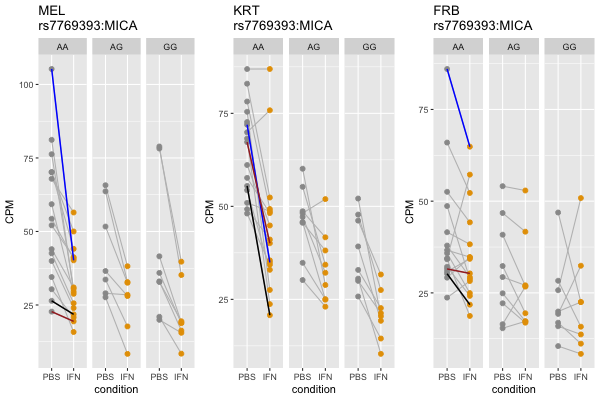 MEL
rs7769393:MICA
AA AG GG
CPM
100
75
50
25
PBS IFN PBS IFN PBS IFN
condition
KRT
rs7769393:MICA
AA AG GG
CPM
75
50
25
PBS IFN PBS IFN PBS IFN
condition
FRB
rs7769393:MICA
AA AG GG
CPM
75
50
25
PBS IFN PBS IFN PBS IFN
condition